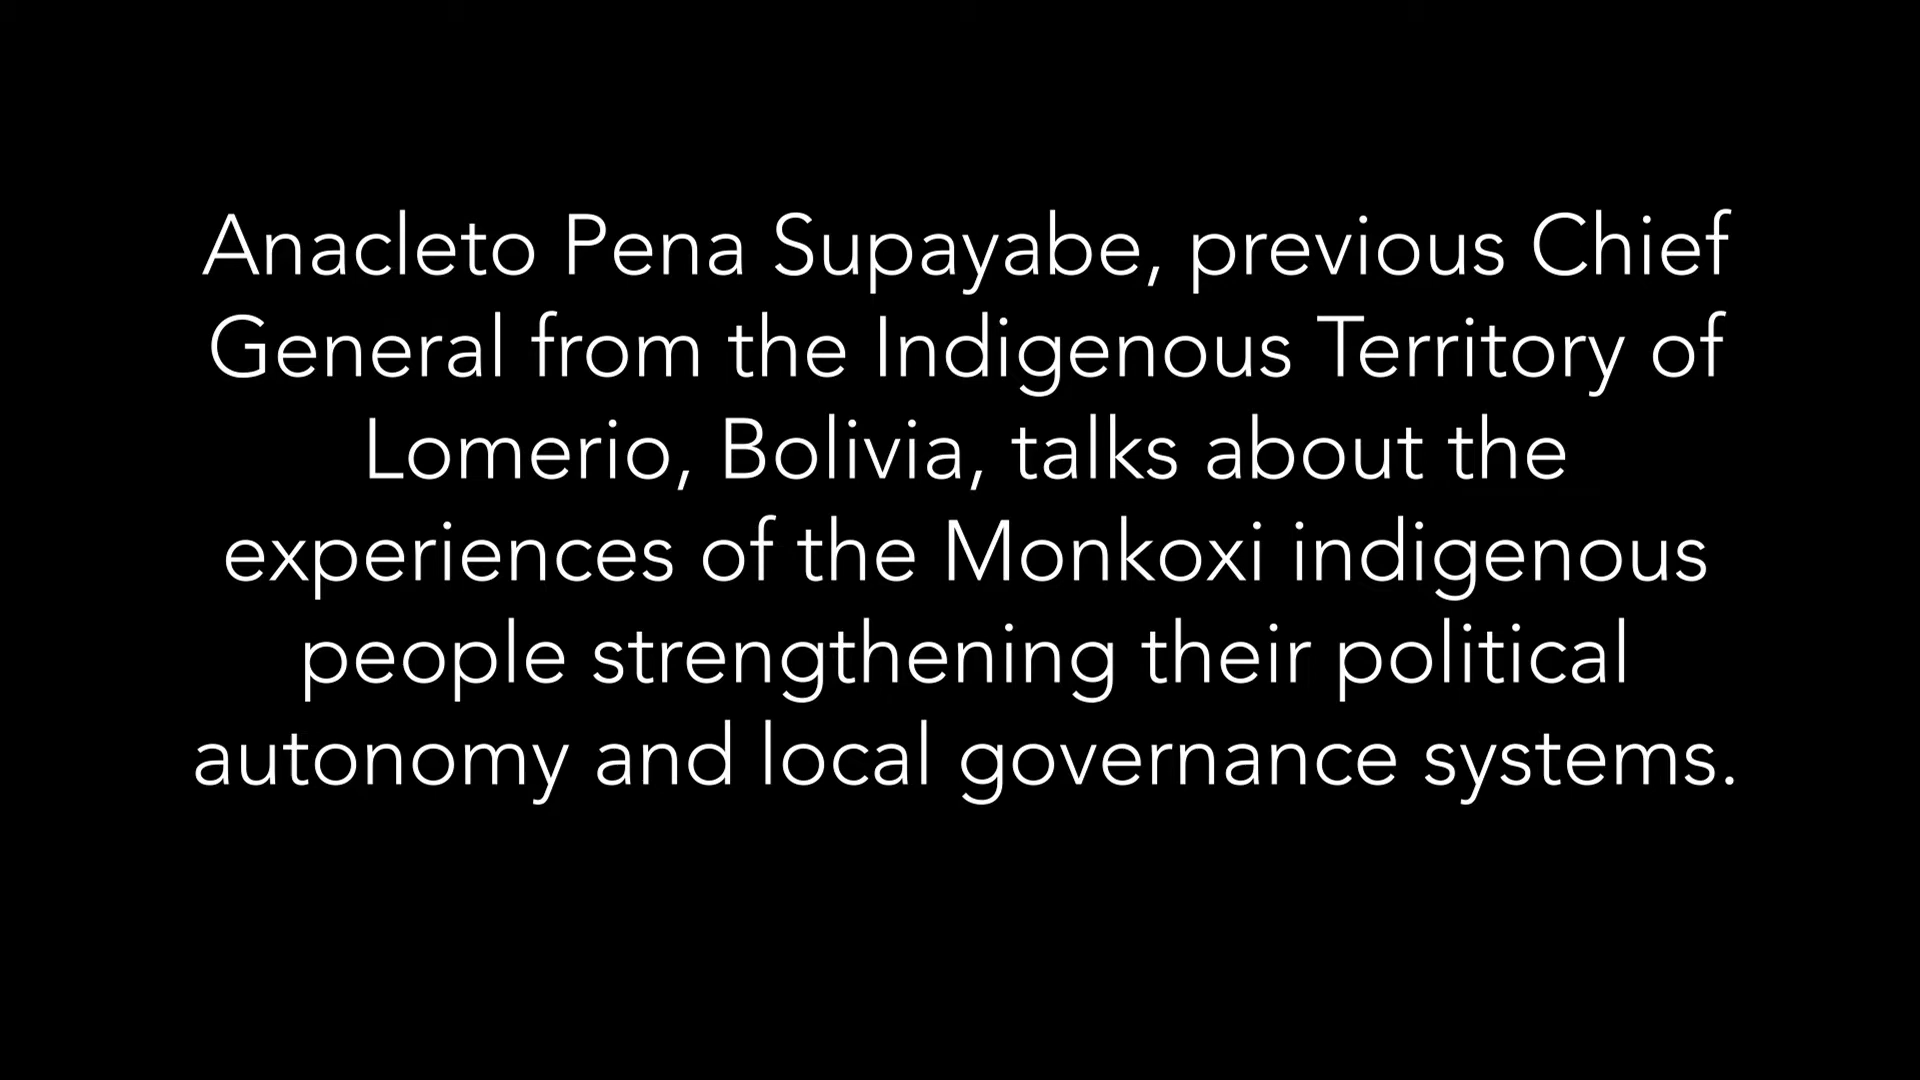 Anacleto Pena Supayabe, previous Chief
General from the Indigenous Territory of
Lomerio, Bolivia, talks about the
experiences of the Monkoxi indigenous
people strengthening their political
autonomy and local governance systems.